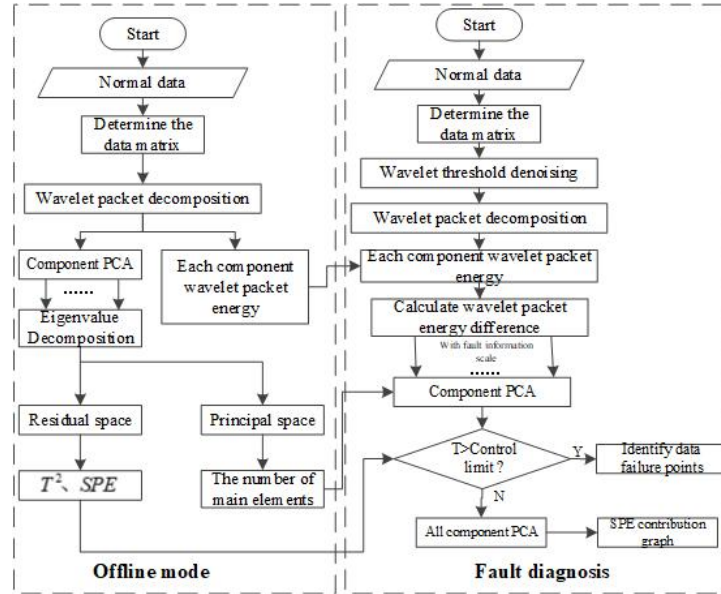 Start
Normal data
Determine the
data matrix
Wavelet packet decomposition
Component PCA
......
Eigenvalue
Decomposition
Each component
wavelet packet
energy
Residual space
Principal space
T²、SPE
The number of
main elements
Offline mode
Start
Normal data
Determine the
data matrix
Wavelet threshold denoising
Wavelet packet decomposition
Each component wavelet packet
energy
Calculate wavelet packet
energy difference
With fault information
scale
......
Component PCA
T>Control
limit ?
Y
Identify data
failure points
N
All component PCA
SPE contribution
graph
Fault diagnosis